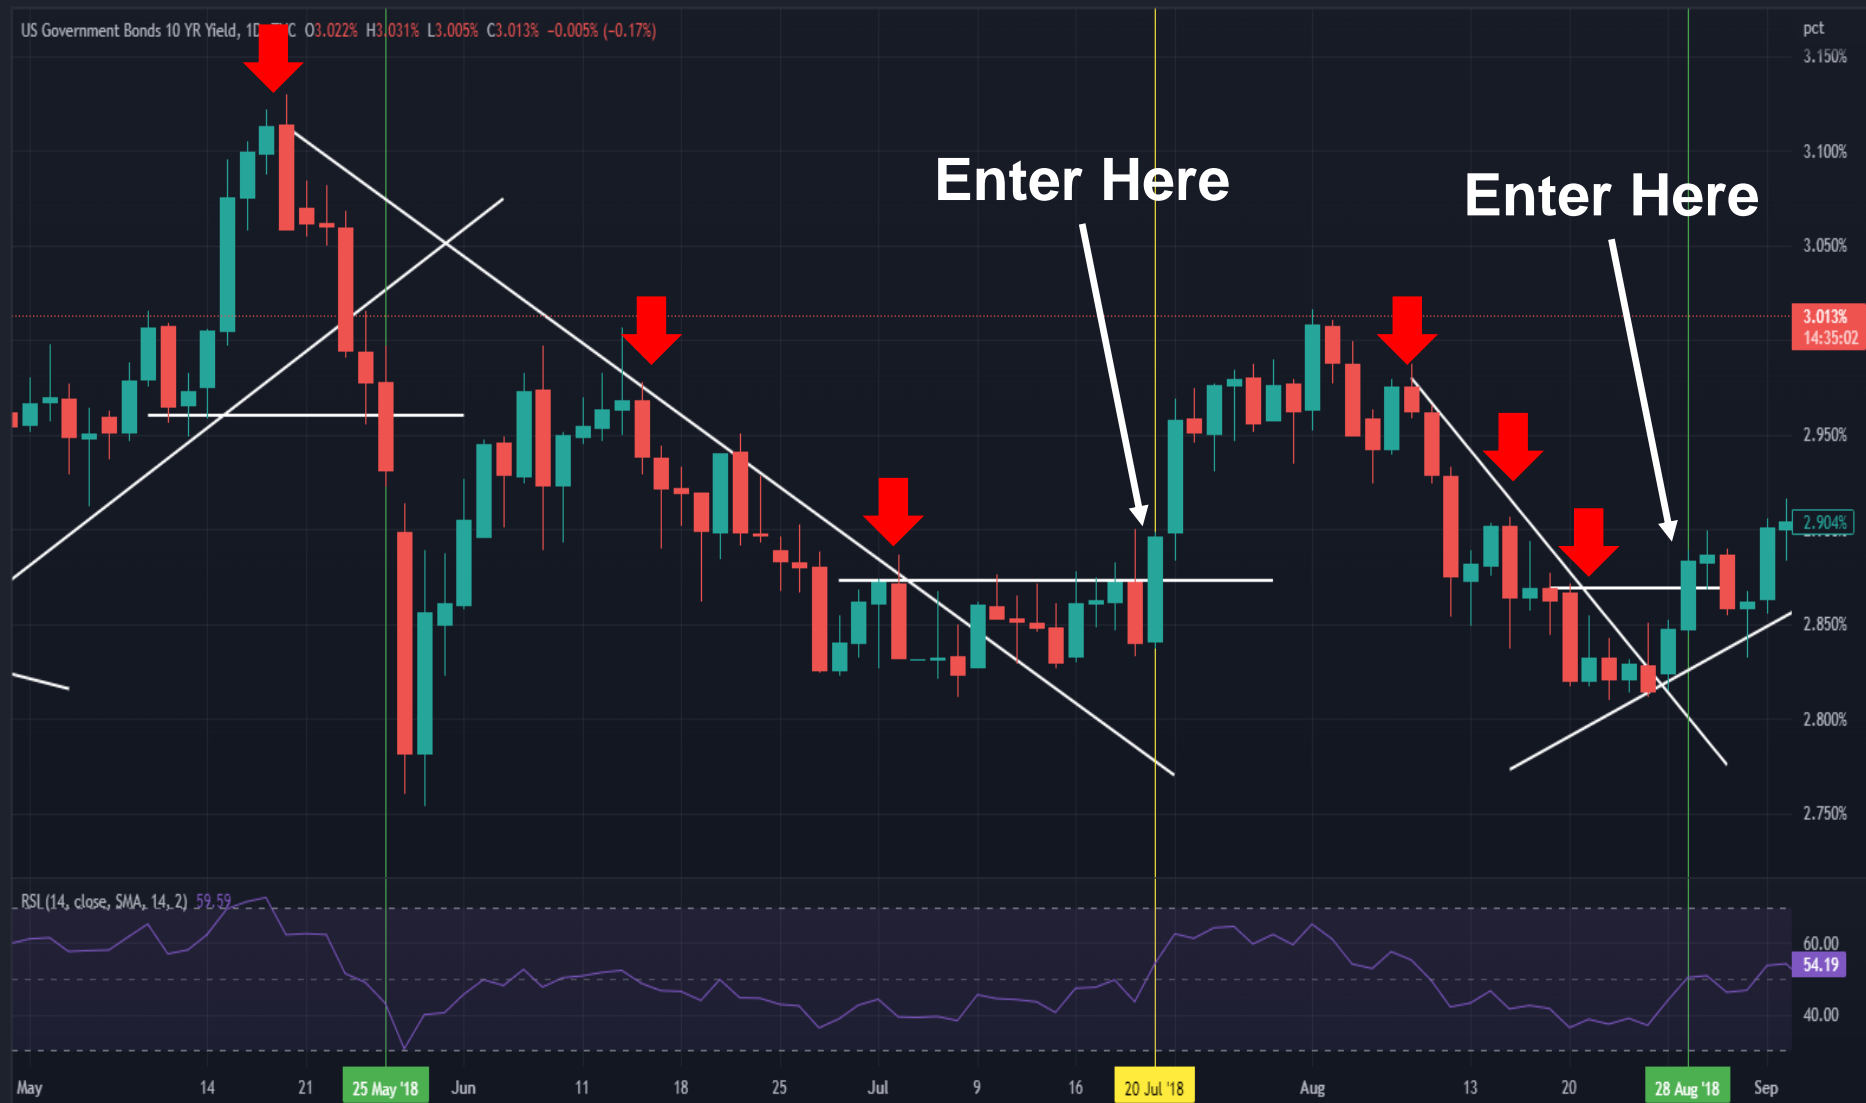 US Government Bonds 10 YR Yield, 1D, TVC O3.022% H3.031% L3.005% C3.013% −0.005% (−0.17%)
pct
3.150%
3.100%
Enter Here
Enter Here
3.050%
3.013%
14:35:02
2.950%
2.904%
2.850%
2.800%
2.750%
RSI (14, close, SMA, 14, 2) 59.59
60.00
54.19
40.00
May 14 21 25 May '18 Jun 11 18 25 Jul 9 16 20 Jul '18 Aug 13 20 28 Aug '18 Sep